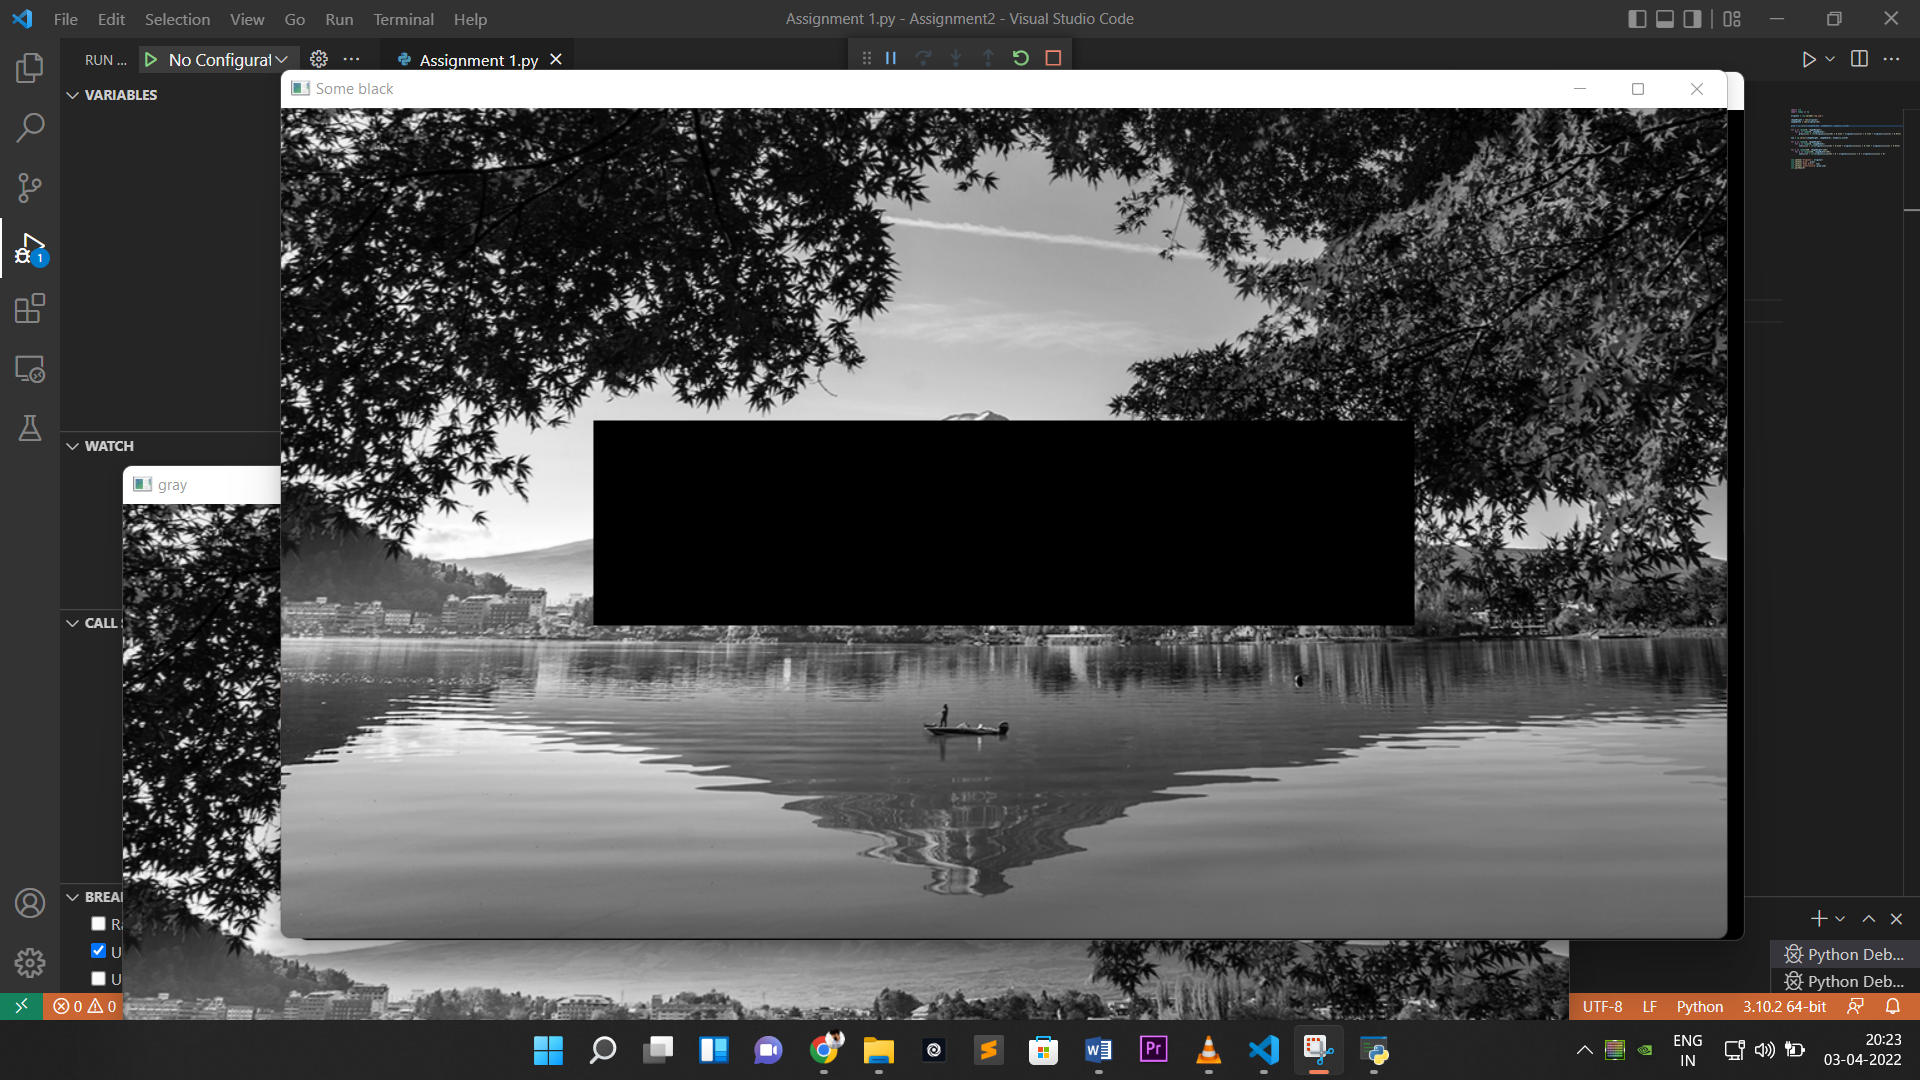 File Edit Selection View Go Run Terminal Help
Assignment 1.py - Assignment2 - Visual Studio Code
RUN ...
No Configurat
Assignment 1.py
Some black
VARIABLES
1
WATCH
gray
CALL
BREA
R
U
U
Python Deb...
Python Deb...
0 0
UTF-8 LF Python 3.10.2 64-bit
W
Pr
ENG
IN
20:23
03-04-2022